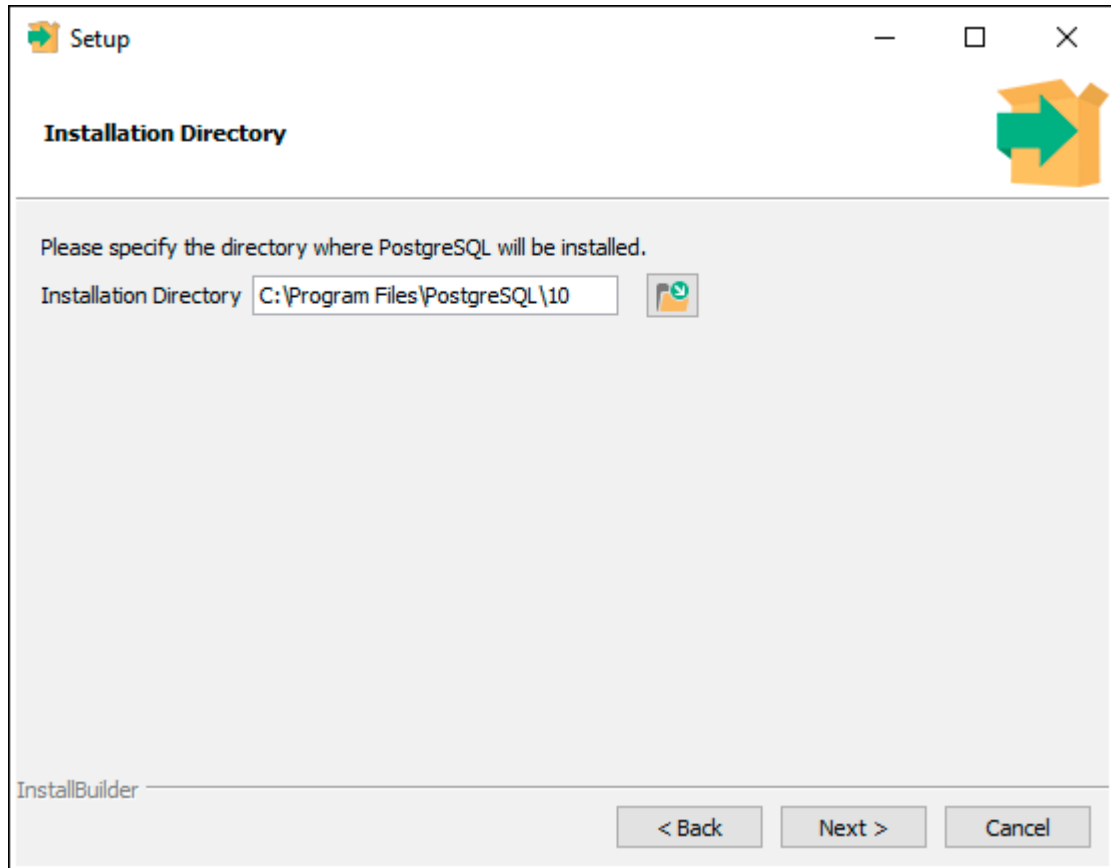 Setup
Installation Directory
Please specify the directory where PostgreSQL will be installed.
Installation Directory C:\Program Files\PostgreSQL\10
InstallBuilder
< Back Next > Cancel